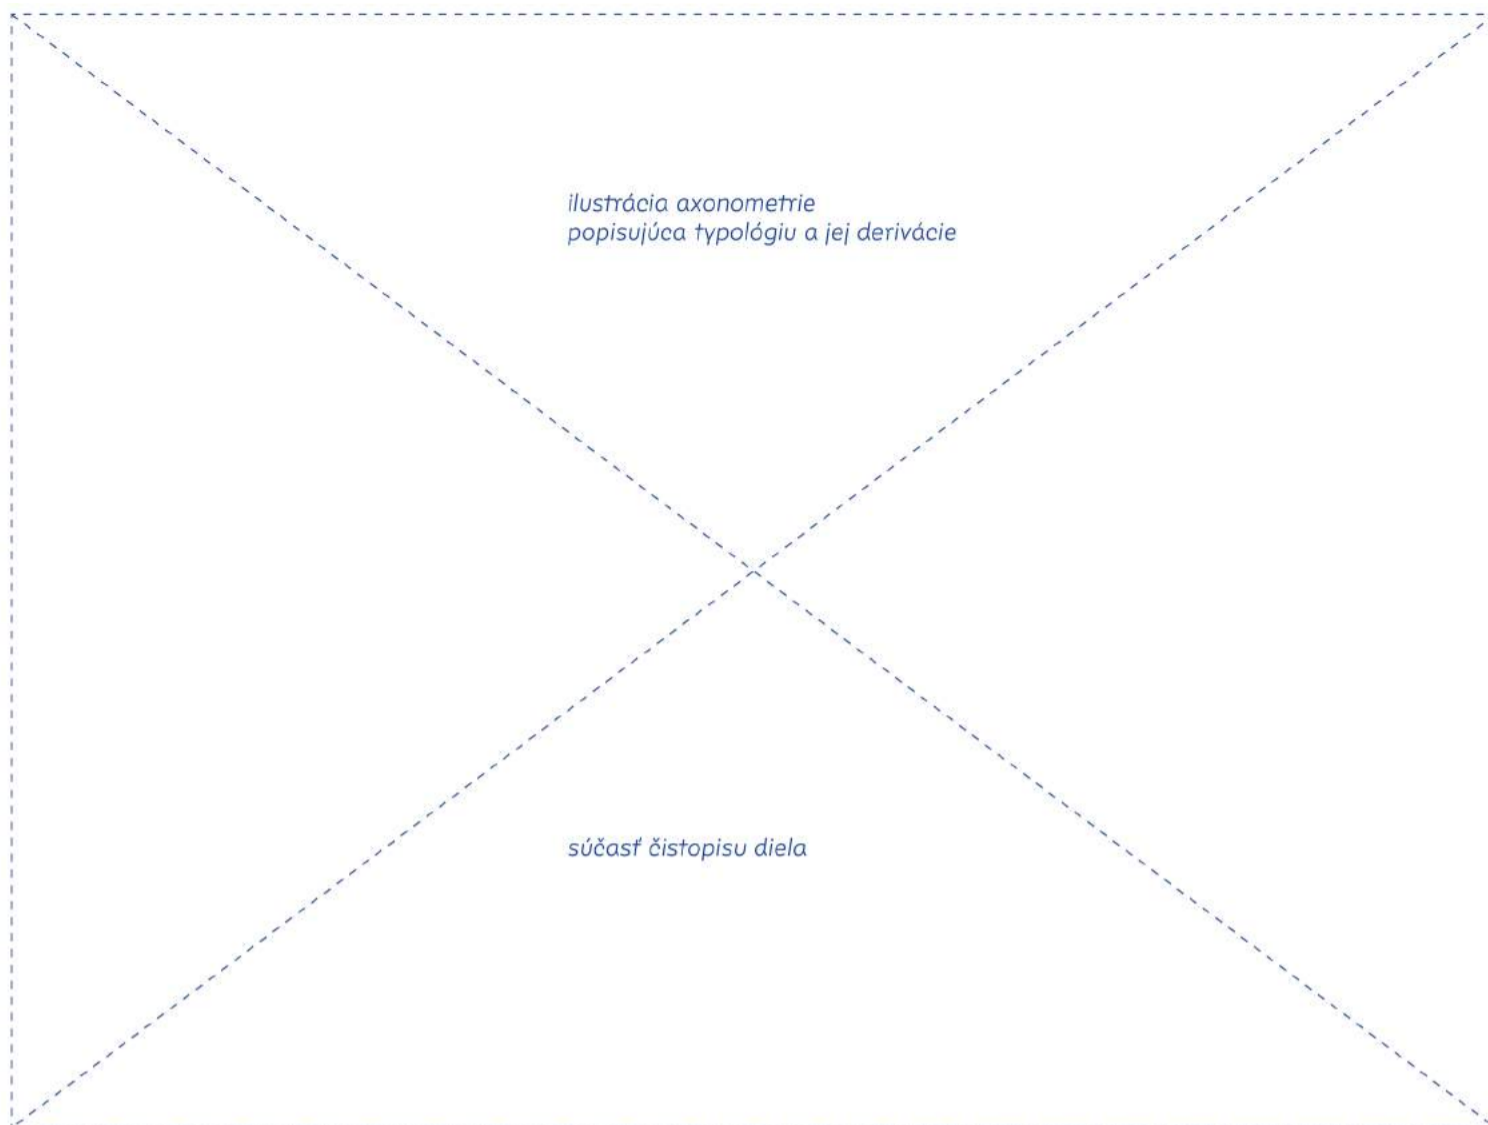 ilustrácia axonometrie
popisujúca typológiu a jej derivácie
súčasť čistopisu diela